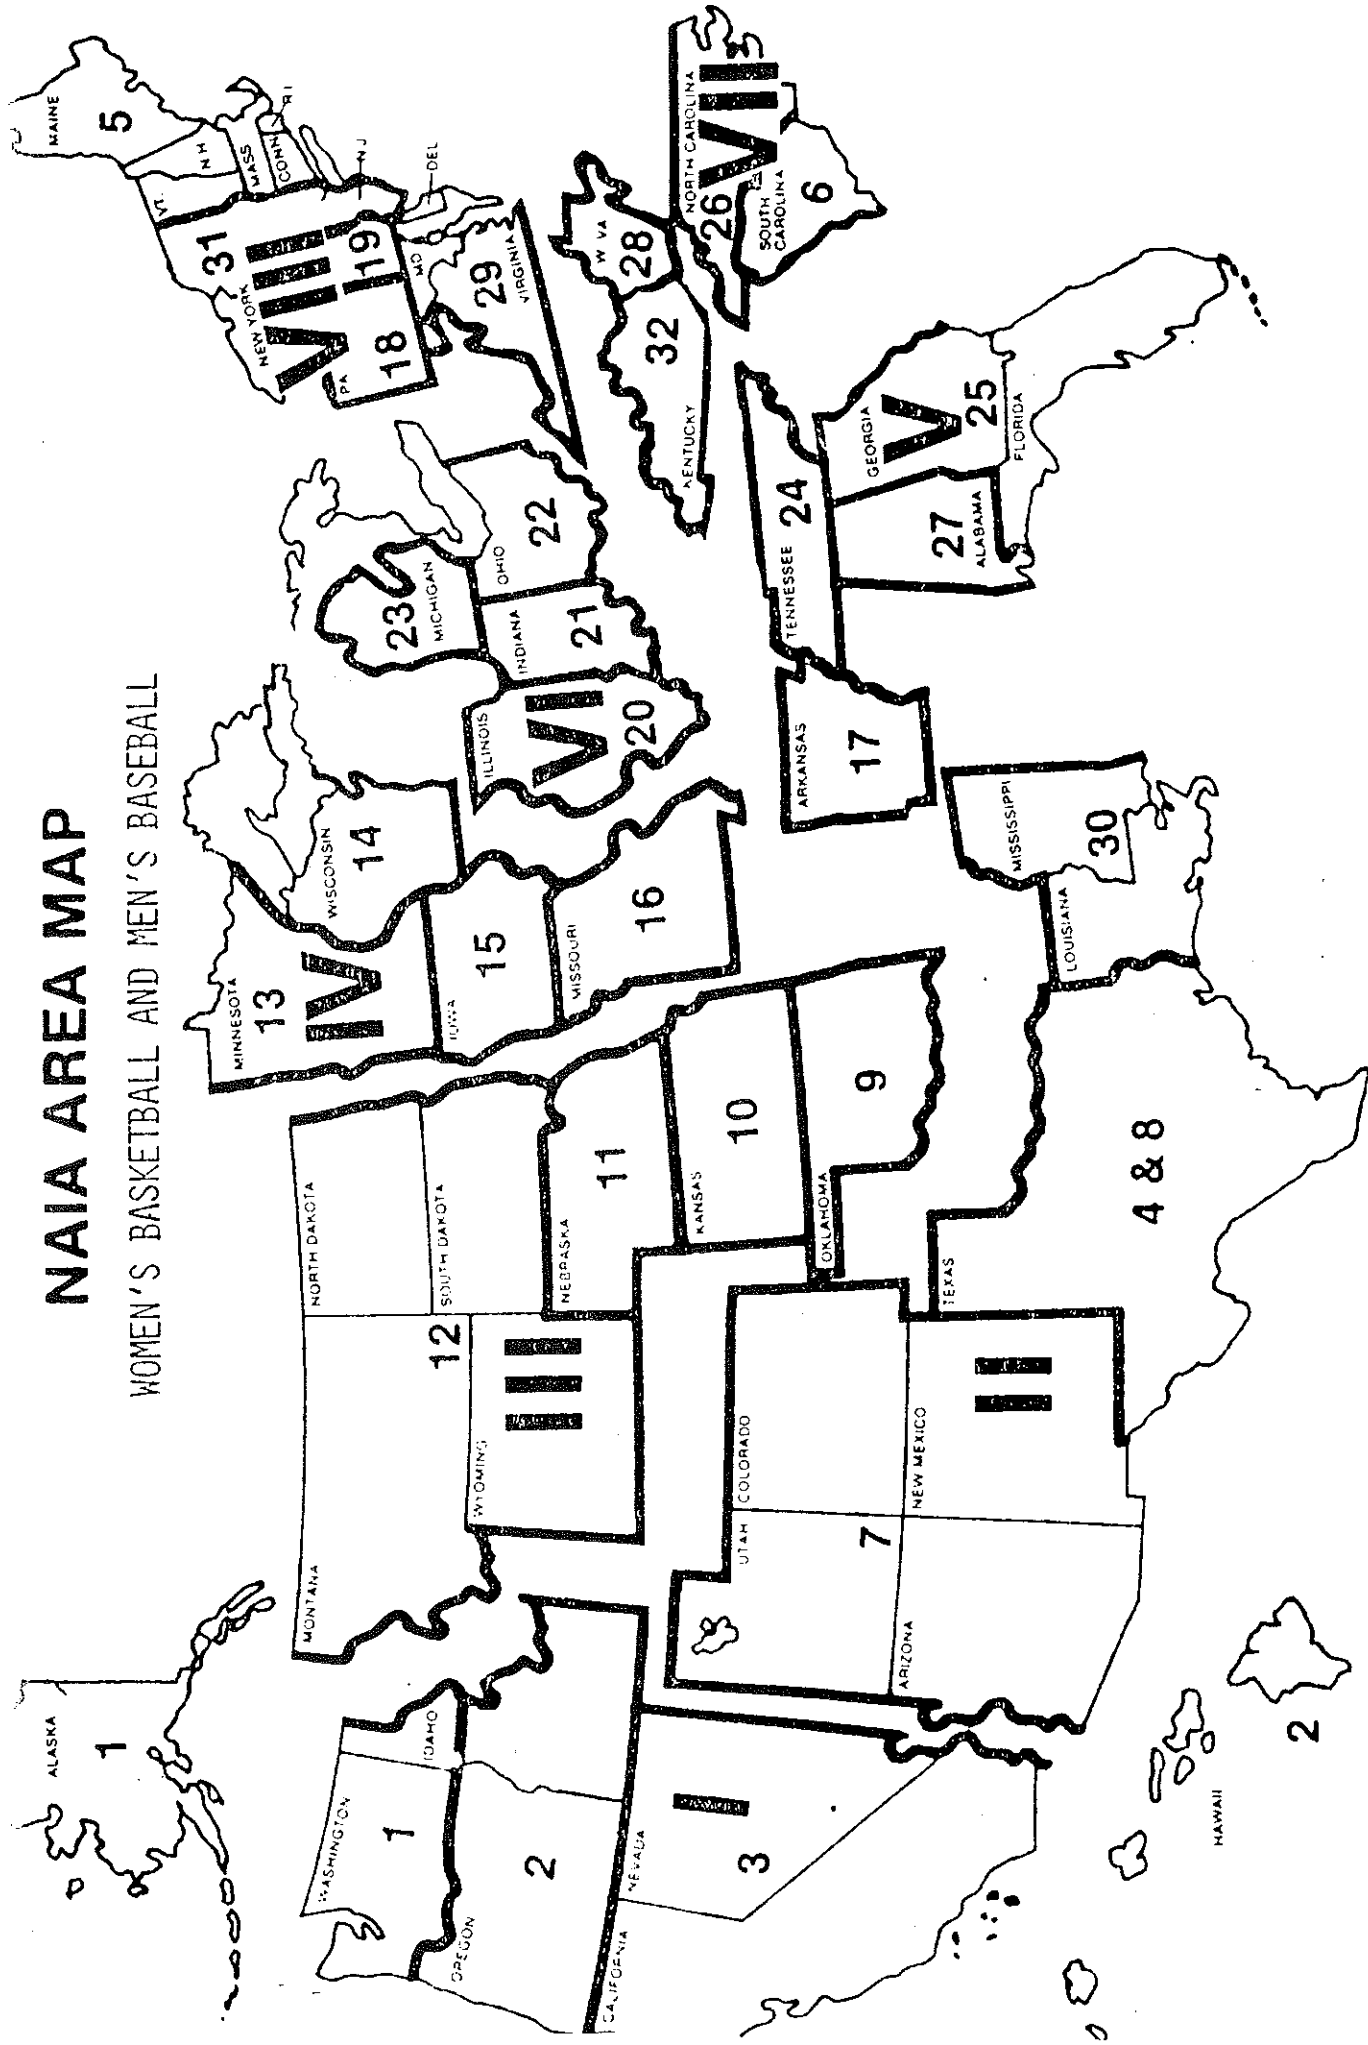 NAIA AREA MAP
WOMEN'S BASKETBALL AND MEN'S BASEBALL
ALASKA
1
WASHINGTON
1
IDAHO
OREGON
2
CALIFORNIA
NEVADA
I
3
HAWAII
2
MONTANA
NORTH DAKOTA
SOUTH DAKOTA
12
WYOMING
III
NEBRASKA
11
KANSAS
10
OKLAHOMA
9
UTAH
COLORADO
7
ARIZONA
NEW MEXICO
II
TEXAS
4 & 8
MINNESOTA
13
IV
WISCONSIN
14
IOWA
15
MISSOURI
16
ILLINOIS
VI
20
MICHIGAN
23
INDIANA
21
OHIO
22
ARKANSAS
17
MISSISSIPPI
30
LOUISIANA
TENNESSEE
24
ALABAMA
27
GEORGIA
V
25
FLORIDA
KENTUCKY
32
W VA
28
NORTH CAROLINA
26
VII
SOUTH
CAROLINA
6
MAINE
5
VT.
N H
MASS
CONN
R I
NEW YORK
31
VIII
PA
18
19
N J
DEL
MD
29
VIRGINIA